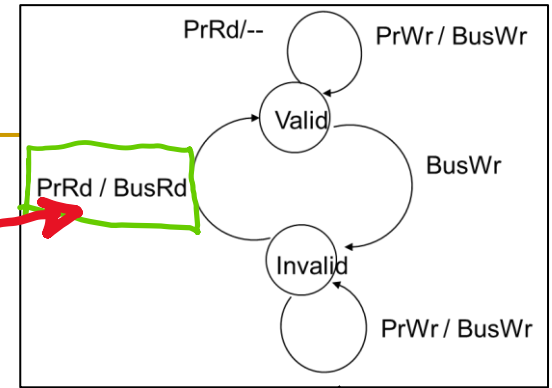 PrRd/--
PrWr / BusWr
Valid
BusWr
PrRd / BusRd
Invalid
PrWr / BusWr